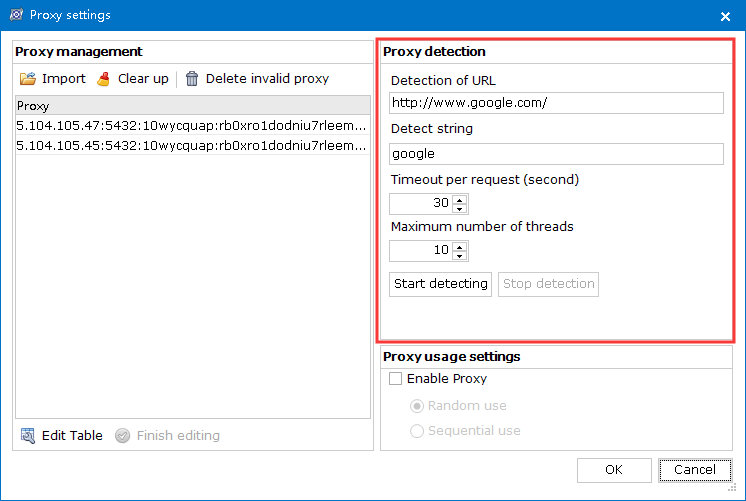 Proxy settings
Proxy management
Import Clear up Delete invalid proxy
Proxy
5.104.105.47:5432:10wycquap:rb0xro1dodniu7rleem...
5.104.105.45:5432:10wycquap:rb0xro1dodniu7rleem...
Edit Table Finish editing
Proxy detection
Detection of URL
http://www.google.com/
Detect string
google
Timeout per request (second)
30
Maximum number of threads
10
Start detecting Stop detection
Proxy usage settings
Enable Proxy
Random use
Sequential use
OK Cancel